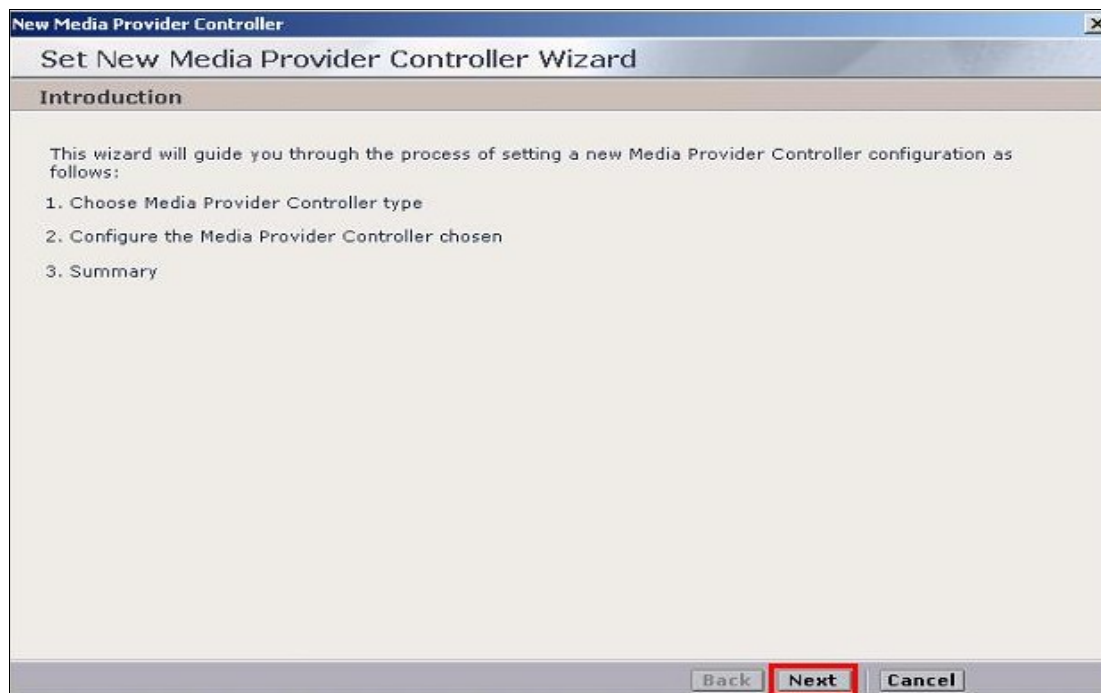 New Media Provider Controller
Set New Media Provider Controller Wizard
Introduction
This wizard will guide you through the process of setting a new Media Provider Controller configuration as
follows:
1. Choose Media Provider Controller type
2. Configure the Media Provider Controller chosen
3. Summary
Back Next Cancel